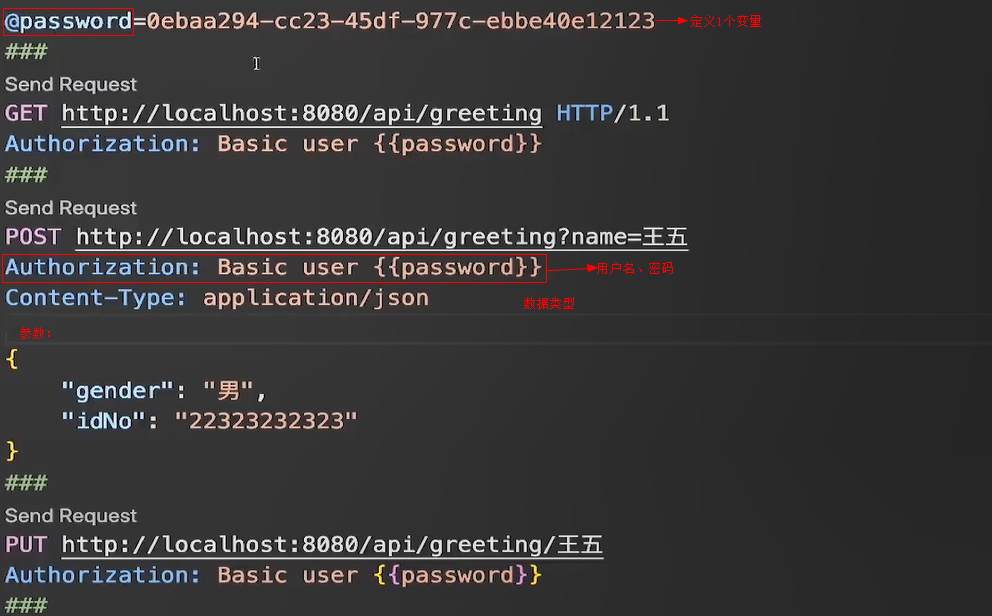 @password=0ebaa294-cc23-45df-977c-ebbe40e12123 定义1个变量
###
Send Request
GET http://localhost:8080/api/greeting HTTP/1.1
Authorization: Basic user {{password}}
###
Send Request
POST http://localhost:8080/api/greeting?name=王五
Authorization: Basic user {{password}} 用户名、密码
Content-Type: application/json 数据类型
参数：
{
"gender": "男",
"idNo": "22323232323"
}
###
Send Request
PUT http://localhost:8080/api/greeting/王五
Authorization: Basic user {{password}}
###